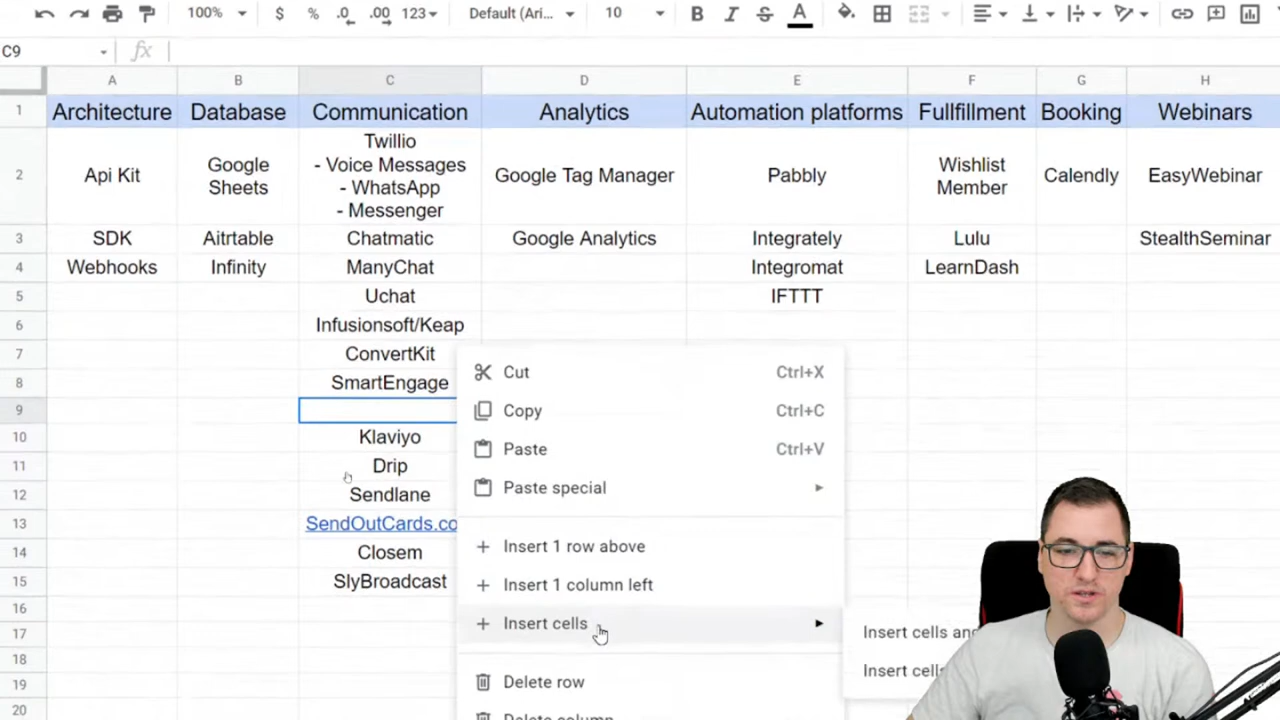 100% $ % .0 .00 123 Default (Ari... 10 B I S A
C9 fx
A B C D E F G H
1 Architecture Database Communication Analytics Automation platforms Fullfillment Booking Webinars
Twillio
- Voice Messages
- WhatsApp
- Messenger
2 Api Kit Google Sheets Google Tag Manager Pabbly Wishlist Member Calendly EasyWebinar
3 SDK Aitrtable Chatmatic Google Analytics Integrately Lulu StealthSeminar
4 Webhooks Infinity ManyChat Integromat LearnDash
5 Uchat IFTTT
6 Infusionsoft/Keap
7 ConvertKit
8 SmartEngage
9
10 Klaviyo
11 Drip
12 Sendlane
13 SendOutCards.co
14 Closem
15 SlyBroadcast
16
17
18
19
20
Cut Ctrl+X
Copy Ctrl+C
Paste Ctrl+V
Paste special
Insert 1 row above
Insert 1 column left
Insert cells
Insert cells and
Insert cells
Delete row
Delete column